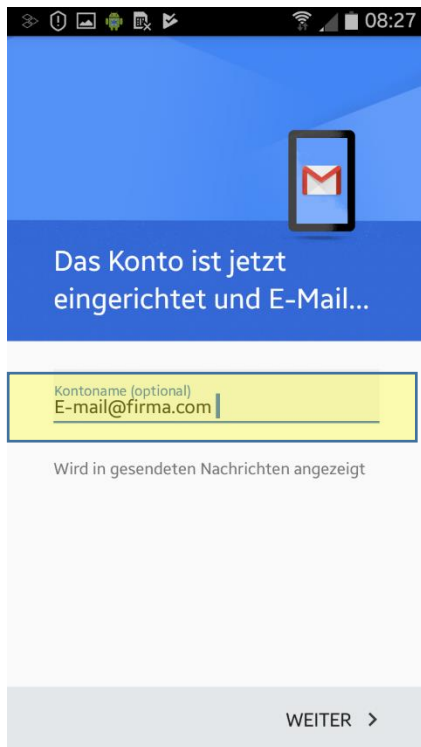 08:27
Das Konto ist jetzt
eingerichtet und E-Mail...
Kontoname (optional)
E-mail@firma.com
Wird in gesendeten Nachrichten angezeigt
WEITER >